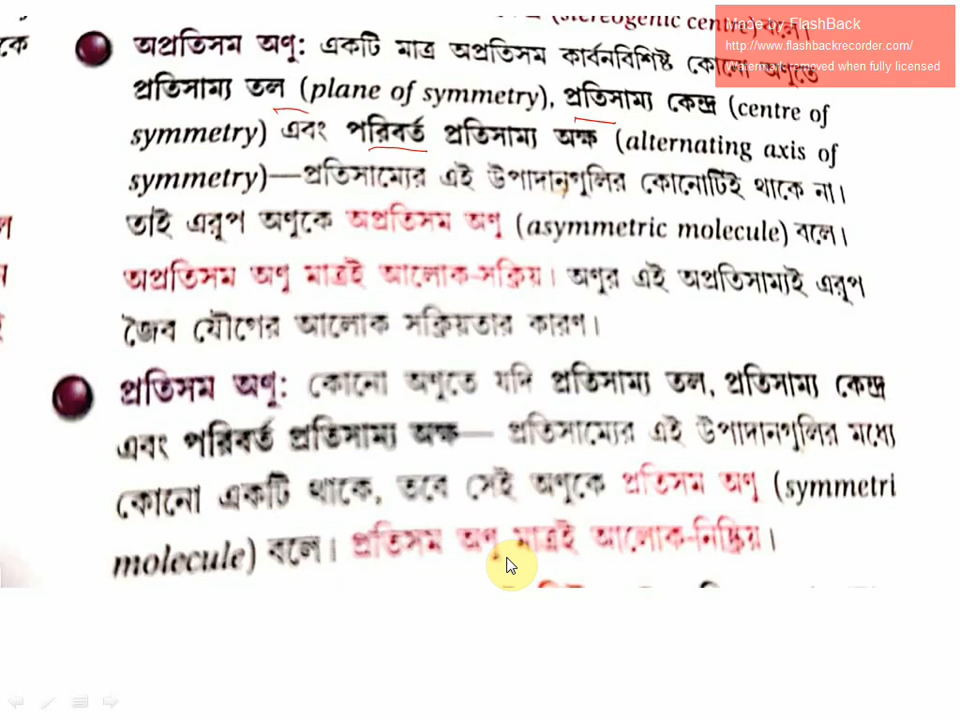 (stereogenic centre) বলে।
Made by FlashBack
http://www.flashbackrecorder.com/
Watermark removed when fully licensed
কে
অপ্রতিসম অণু: একটি মাত্র অপ্রতিসম কার্বনবিশিষ্ট কোনো অণুতে
প্রতিসাম্য তল (plane of symmetry), প্রতিসাম্য কেন্দ্র (centre of
symmetry) এবং পরিবর্ত প্রতিসাম্য অক্ষ (alternating axis of
symmetry)—প্রতিসাম্যের এই উপাদানগুলির কোনোটিই থাকে না।
তাই এরূপ অণুকে অপ্রতিসম অণু (asymmetric molecule) বলে।
অপ্রতিসম অণু মাত্রই আলোক-সক্রিয়। অণুর এই অপ্রতিসাম্যই এরূপ
জৈব যৌগের আলোক সক্রিয়তার কারণ।
প্রতিসম অণু: কোনো অণুতে যদি প্রতিসাম্য তল, প্রতিসাম্য কেন্দ্র
এবং পরিবর্ত প্রতিসাম্য অক্ষ— প্রতিসাম্যের এই উপাদানগুলির মধ্যে
কোনো একটি থাকে, তবে সেই অণুকে প্রতিসম অণু (symmetri
molecule) বলে। প্রতিসম অণু মাত্রই আলোক-নিষ্ক্রিয়।